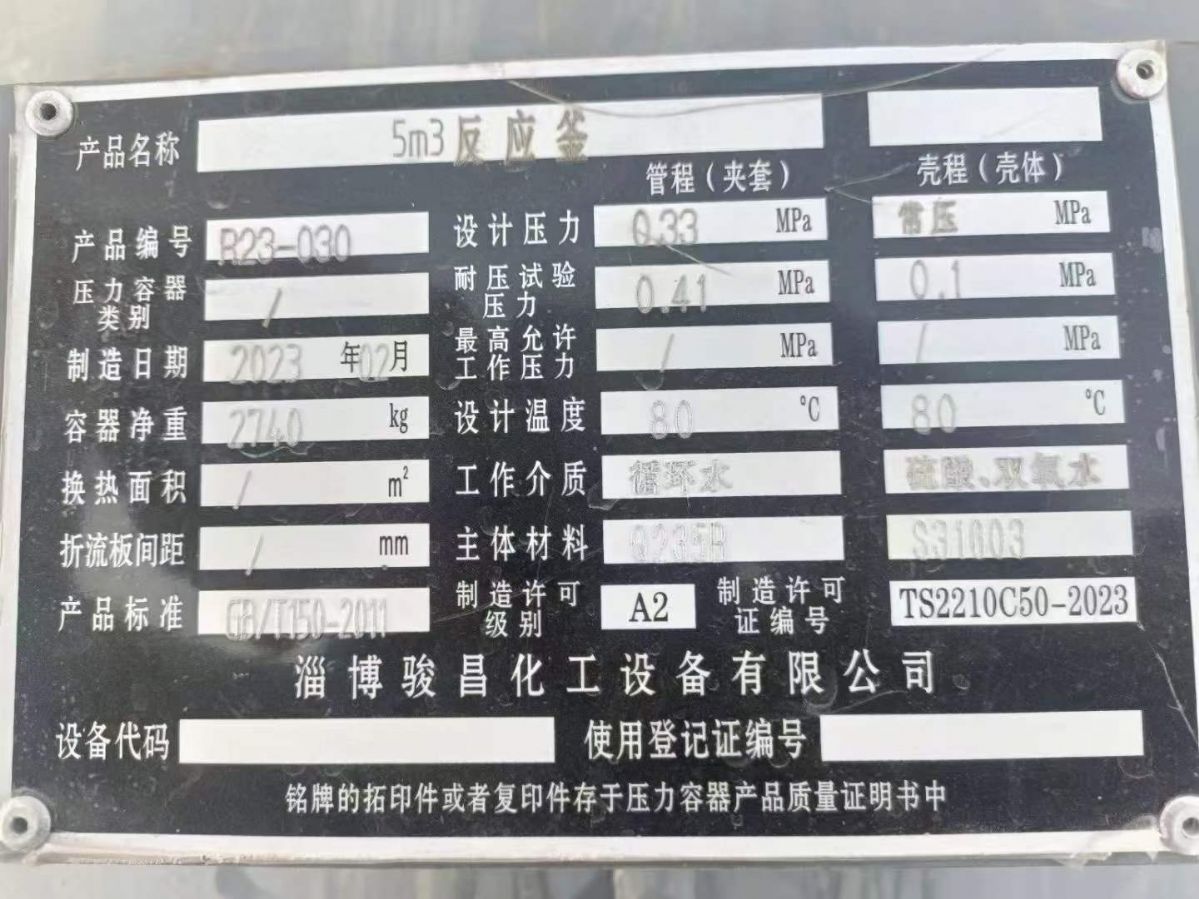 产品名称 5m3反应釜
管程（夹套） 壳程（壳体）
产品编号 R23-030 设计压力 0.33 MPa 常压 MPa
压力容器类别 / 耐压试验压力 0.41 MPa 0.1 MPa
制造日期 2023 年 02 月 最高允许工作压力 / MPa / MPa
容器净重 2740 kg 设计温度 80 ℃ 80 ℃
换热面积 / m² 工作介质 循环水 硫酸、双氧水
折流板间距 / mm 主体材料 Q235B S31603
产品标准 GB/T150-2011 制造许可级别 A2 制造许可证编号 TS2210C50-2023
淄博骏昌化工设备有限公司
设备代码 使用登记证编号
铭牌的拓印件或者复印件存于压力容器产品质量证明书中